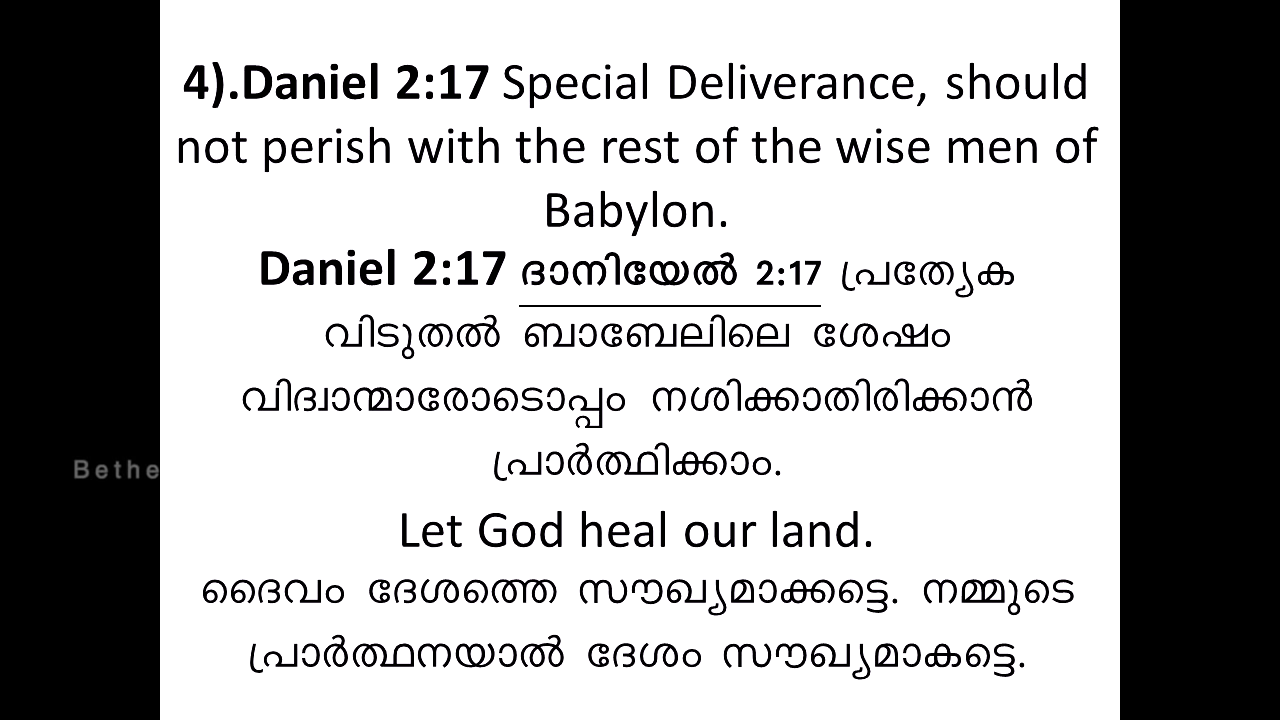 4).Daniel 2:17 Special Deliverance, should
not perish with the rest of the wise men of
Babylon.
Daniel 2:17 ദാനിയേൽ 2:17 പ്രത്യേക
വിടുതൽ ബാബേലിലെ ശേഷം
വിദ്വാന്മാരോടൊപ്പം നശിക്കാതിരിക്കാൻ
പ്രാർത്ഥിക്കാം.
Bethe
Let God heal our land.
ദൈവം ദേശത്തെ സൗഖ്യമാക്കട്ടെ. നമ്മുടെ
പ്രാർത്ഥനയാൽ ദേശം സൗഖ്യമാകട്ടെ.